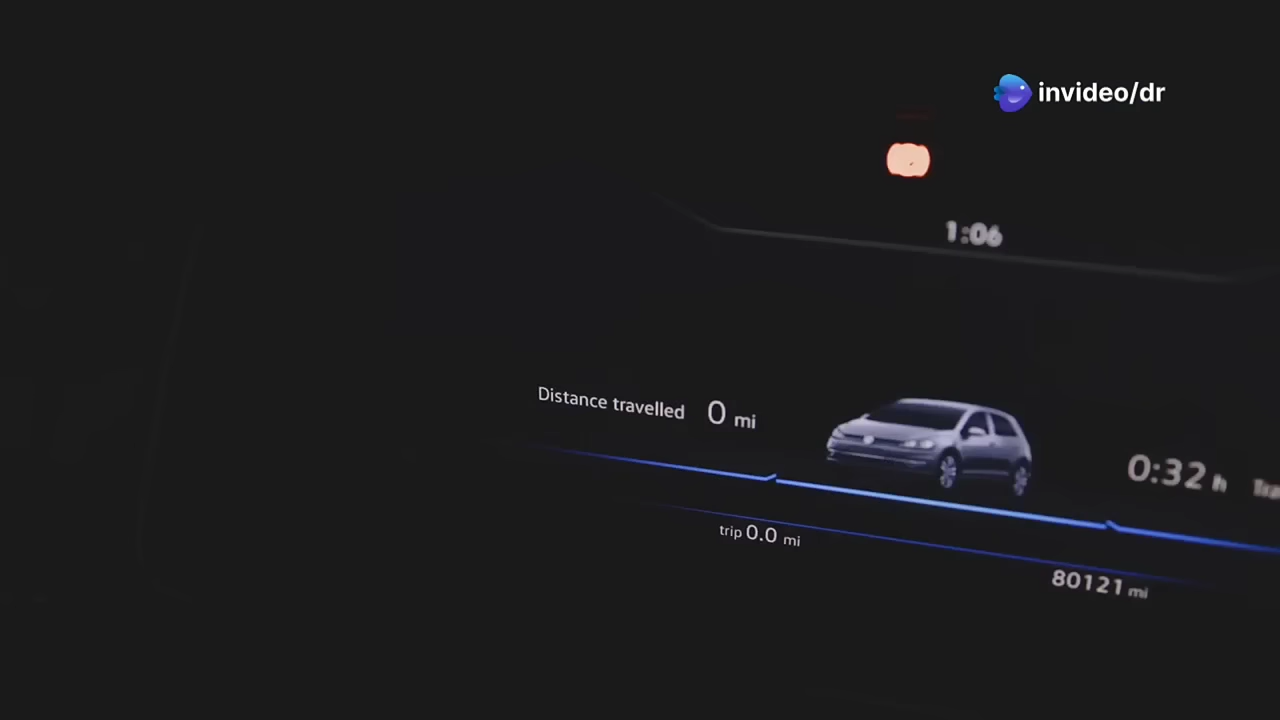 invideo/dr
1:06
Distance travelled 0 mi
0:32 h
trip 0.0 mi
80121 mi